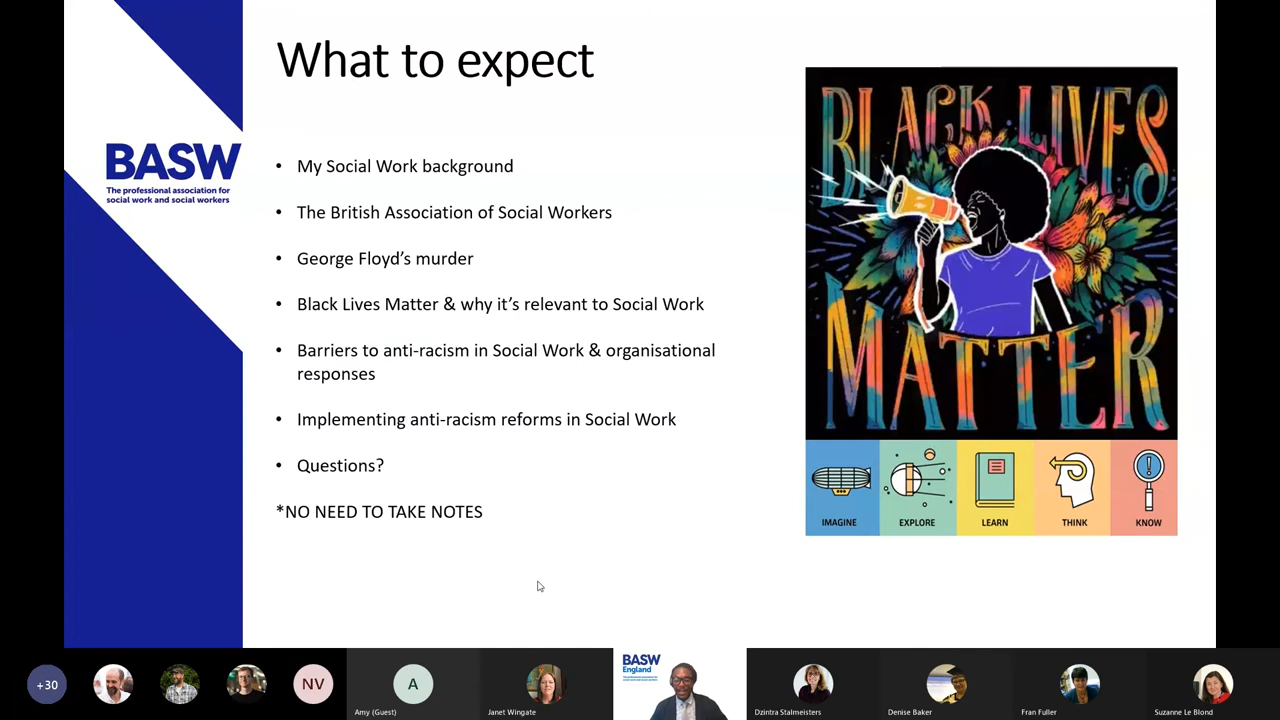 What to expect
BASW
The professional association for
social work and social workers
• My Social Work background
• The British Association of Social Workers
• George Floyd's murder
• Black Lives Matter & why it's relevant to Social Work
• Barriers to anti-racism in Social Work & organisational
responses
• Implementing anti-racism reforms in Social Work
• Questions?
*NO NEED TO TAKE NOTES
BLACK LIVES
MATTER
IMAGINE
EXPLORE
LEARN
THINK
KNOW
+30
NV
A
Amy (Guest)
Janet Wingate
BASW
England
Dzintra Stalmeisters
Denise Baker
Fran Fuller
Suzanne Le Blond